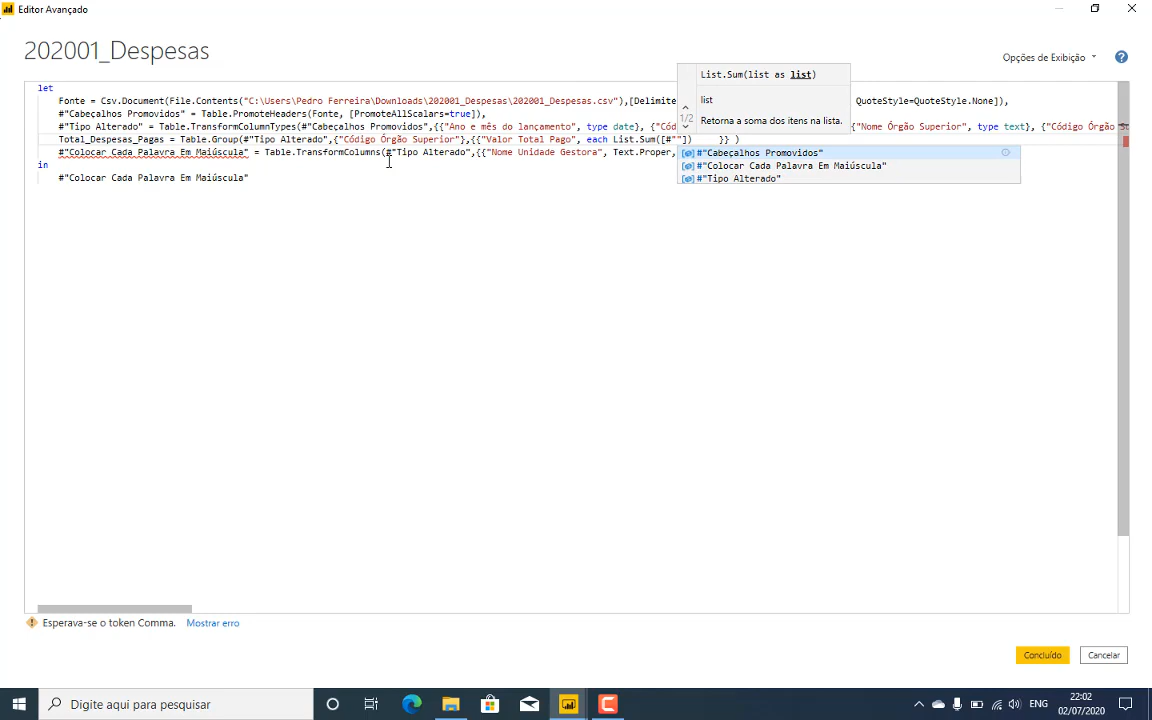 Editor Avançado
202001_Despesas
Opções de Exibição
let
Fonte = Csv.Document(File.Contents("C:\Users\Pedro Ferreira\Downloads\202001_Despesas\202001_Despesas.csv"),[Delimite QuoteStyle=QuoteStyle.None]),
#"Cabeçalhos Promovidos" = Table.PromoteHeaders(Fonte, [PromoteAllScalars=true]),
#"Tipo Alterado" = Table.TransformColumnTypes(#"Cabeçalhos Promovidos",{{"Ano e mês do lançamento", type date}, {"Cód {"Nome Órgão Superior", type text}, {"Código Órgão S
Total_Despesas_Pagas = Table.Group(#"Tipo Alterado",{"Código Órgão Superior"},{{"Valor Total Pago", each List.Sum([#""]) }} )
#"Colocar Cada Palavra Em Maiúscula" = Table.TransformColumns(#"Tipo Alterado",{{"Nome Unidade Gestora", Text.Proper,
in
#"Colocar Cada Palavra Em Maiúscula"
List.Sum(list as list)
list
1/2
Retorna a soma dos itens na lista.
#"Cabeçalhos Promovidos"
#"Colocar Cada Palavra Em Maiúscula"
#"Tipo Alterado"
Esperava-se o token Comma. Mostrar erro
Concluído Cancelar
Digite aqui para pesquisar
ENG
22:02
02/07/2020